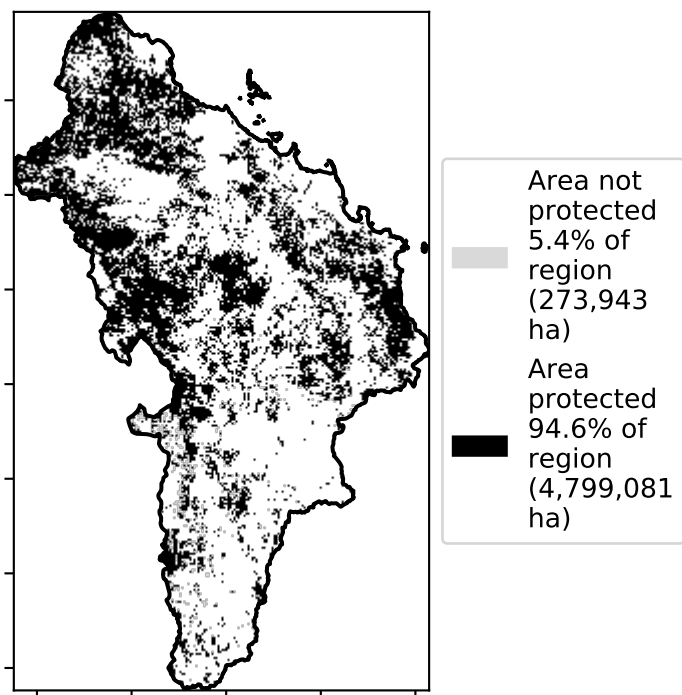 Area not
protected
5.4% of
region
(273,943
ha)
Area
protected
94.6% of
region
(4,799,081
ha)